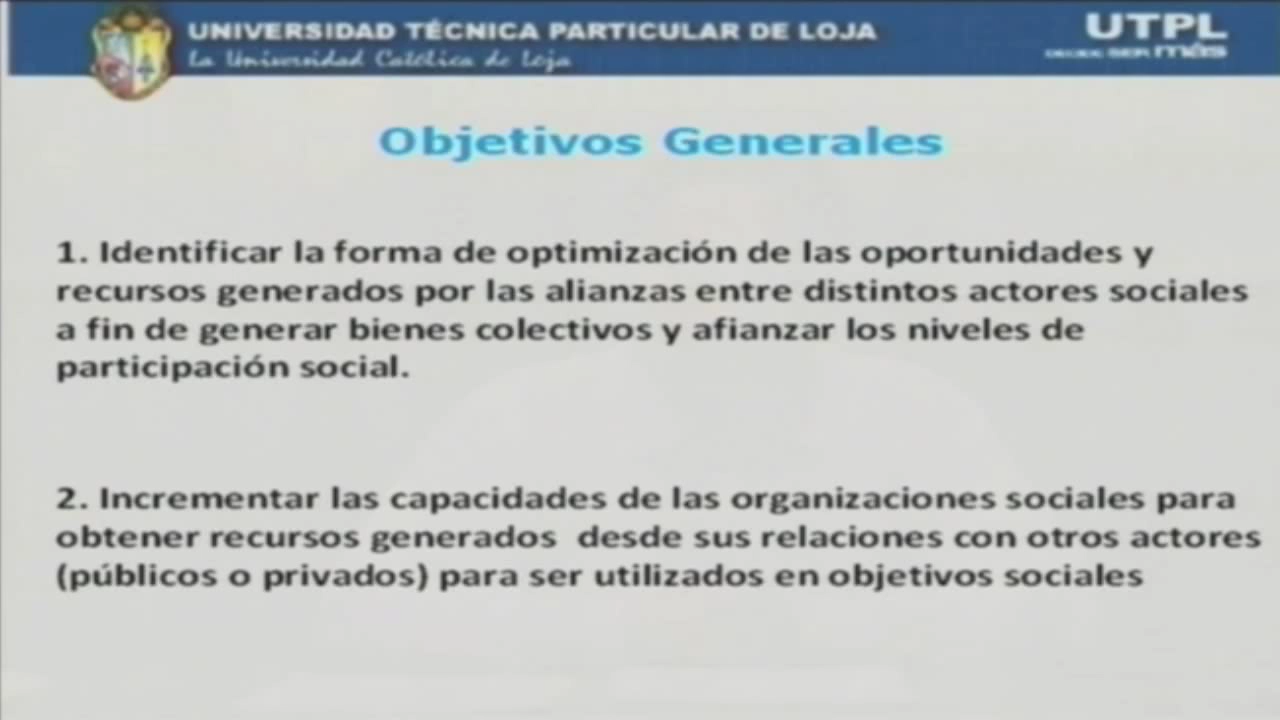 UNIVERSIDAD TÉCNICA PARTICULAR DE LOJA
La Universidad Católica de Loja
UTPL
DECIDE SER más
Objetivos Generales
1. Identificar la forma de optimización de las oportunidades y
recursos generados por las alianzas entre distintos actores sociales
a fin de generar bienes colectivos y afianzar los niveles de
participación social.
2. Incrementar las capacidades de las organizaciones sociales para
obtener recursos generados  desde sus relaciones con otros actores
(públicos o privados) para ser utilizados en objetivos sociales